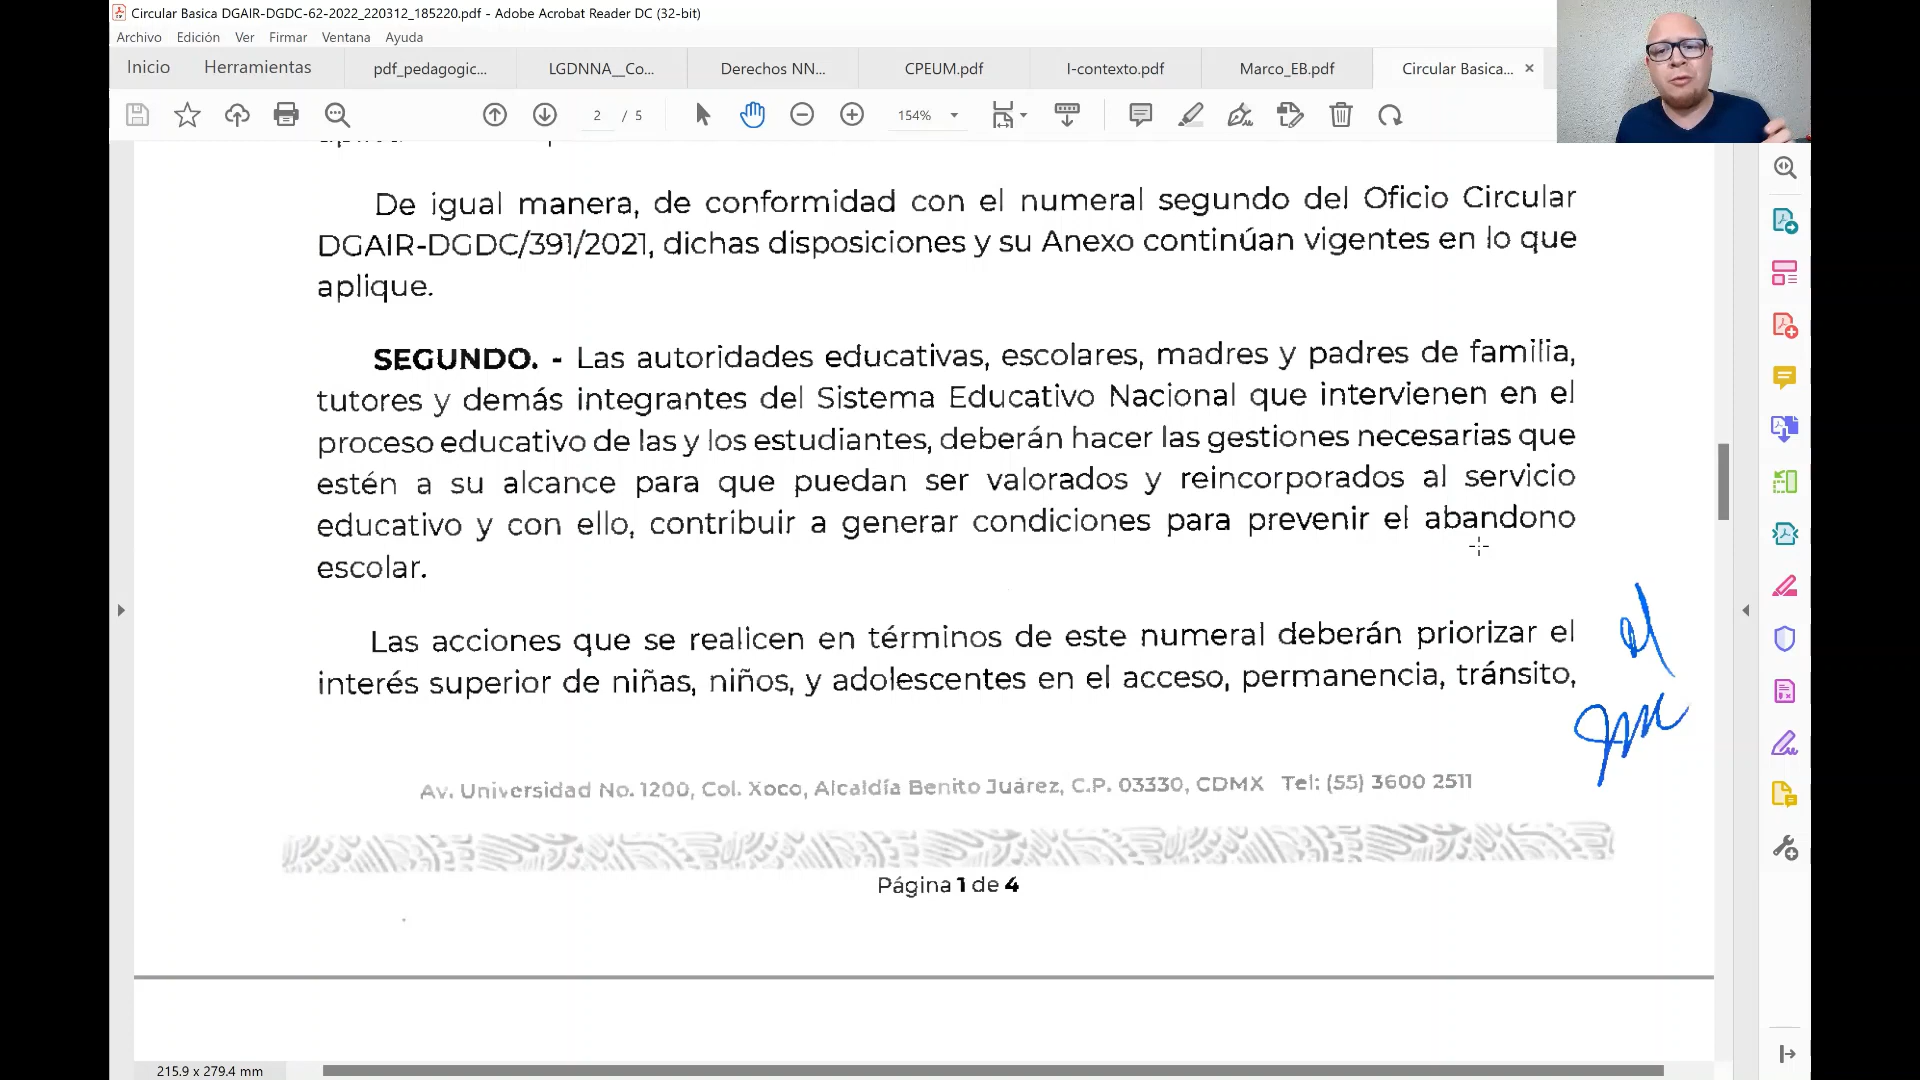 Circular Basica DGAIR-DGDC-62-2022_220312_185220.pdf - Adobe Acrobat Reader DC (32-bit)
Archivo Edición Ver Firmar Ventana Ayuda
Inicio Herramientas pdf_pedagogic... LGDNNA__Co... Derechos NN... CPEUM.pdf I-contexto.pdf Marco_EB.pdf Circular Basica... ×
2 / 5 154%
De igual manera, de conformidad con el numeral segundo del Oficio Circular
DGAIR-DGDC/391/2021, dichas disposiciones y su Anexo continúan vigentes en lo que
aplique.
SEGUNDO. - Las autoridades educativas, escolares, madres y padres de familia,
tutores y demás integrantes del Sistema Educativo Nacional que intervienen en el
proceso educativo de las y los estudiantes, deberán hacer las gestiones necesarias que
estén a su alcance para que puedan ser valorados y reincorporados al servicio
educativo y con ello, contribuir a generar condiciones para prevenir el abandono
escolar.
Las acciones que se realicen en términos de este numeral deberán priorizar el
interés superior de niñas, niños, y adolescentes en el acceso, permanencia, tránsito,
Av. Universidad No. 1200, Col. Xoco, Alcaldía Benito Juárez, C.P. 03330, CDMX Tel: (55) 3600 2511
Página 1 de 4
215.9 x 279.4 mm